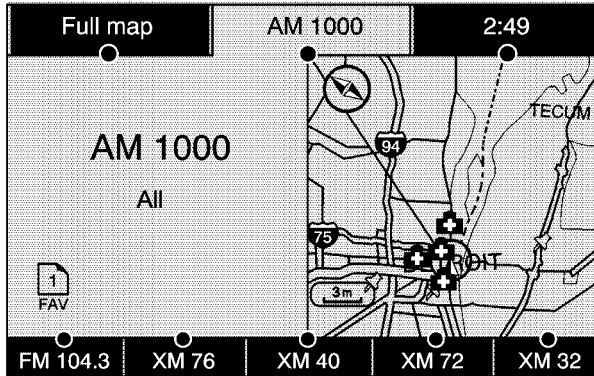 Full map
AM 1000
2:49
AM 1000
All
1
FAV
94
75
TECUM
DETROIT
3m
FM 104.3
XM 76
XM 40
XM 72
XM 32